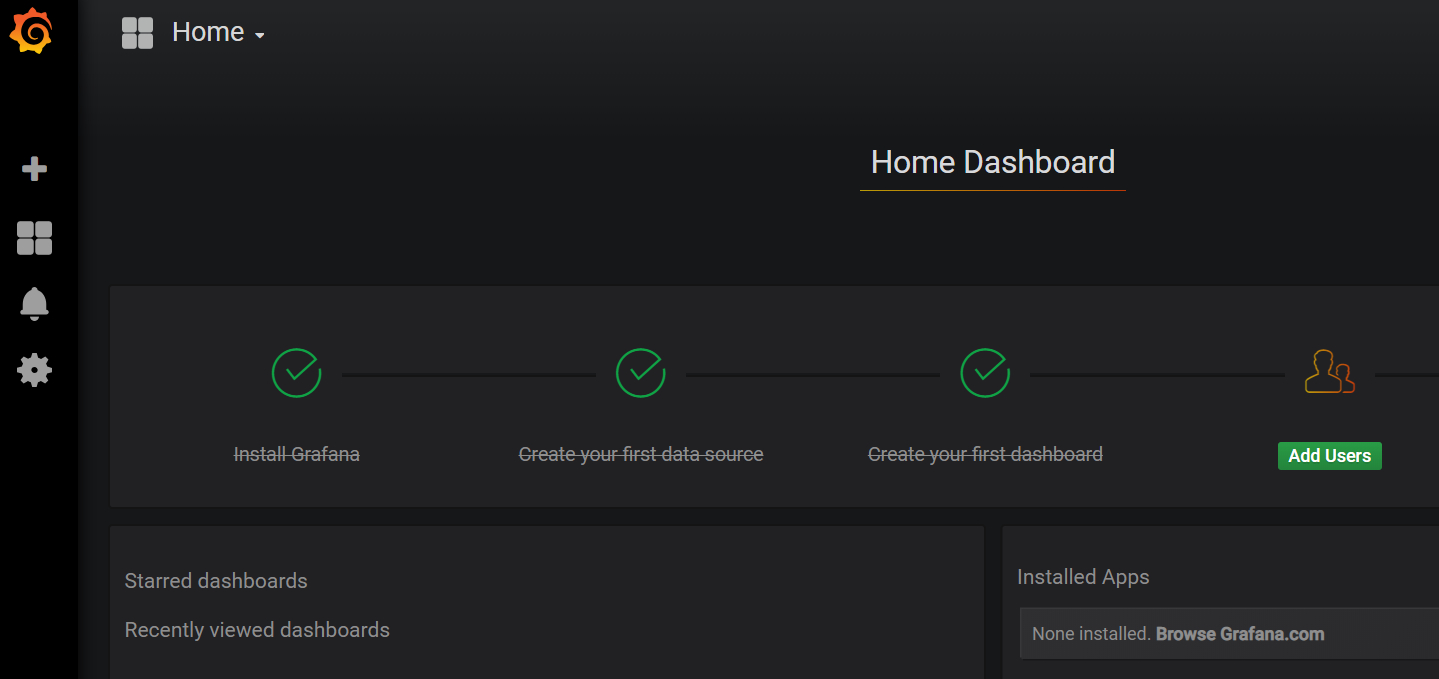 Home
Home Dashboard
Install Grafana
Create your first data source
Create your first dashboard
Add Users
Starred dashboards
Recently viewed dashboards
Installed Apps
None installed. Browse Grafana.com